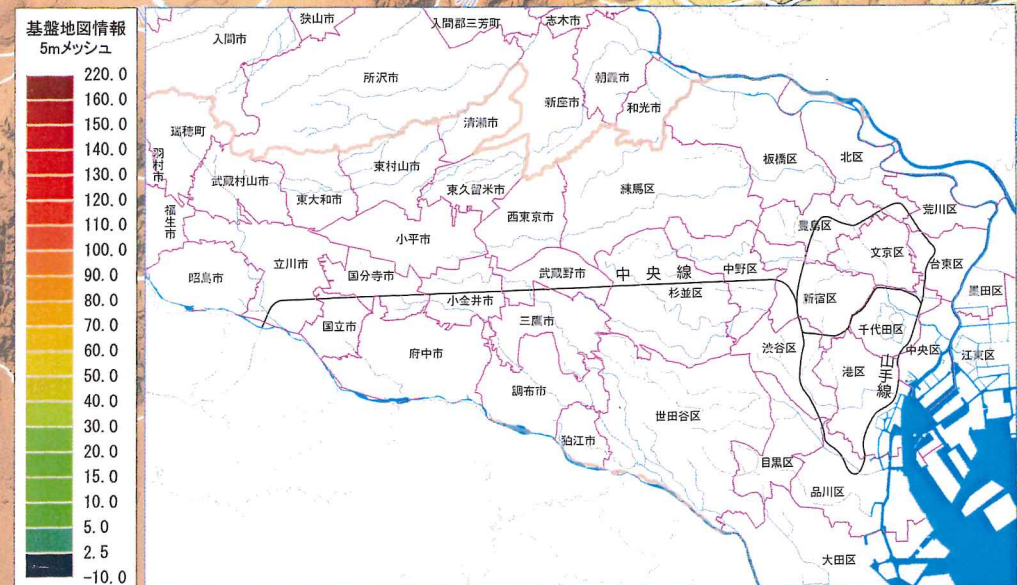 基盤地図情報
5mメッシュ
220.0
160.0
150.0
140.0
130.0
120.0
110.0
100.0
90.0
80.0
70.0
60.0
50.0
40.0
30.0
20.0
15.0
10.0
5.0
2.5
-10.0
狭山市
入間郡三芳町
志木市
入間市
所沢市
朝霞市
新座市
和光市
清瀬市
瑞穂町
羽村市
武蔵村山市
東大和市
東村山市
東久留米市
板橋区
北区
練馬区
福生市
西東京市
荒川区
豊島区
小平市
文京区
台東区
昭島市
立川市
国分寺市
武蔵野市
中央線
中野区
杉並区
新宿区
墨田区
小金井市
国立市
三鷹市
千代田区
府中市
渋谷区
中央区
江東区
山手線
港区
調布市
世田谷区
狛江市
目黒区
品川区
大田区